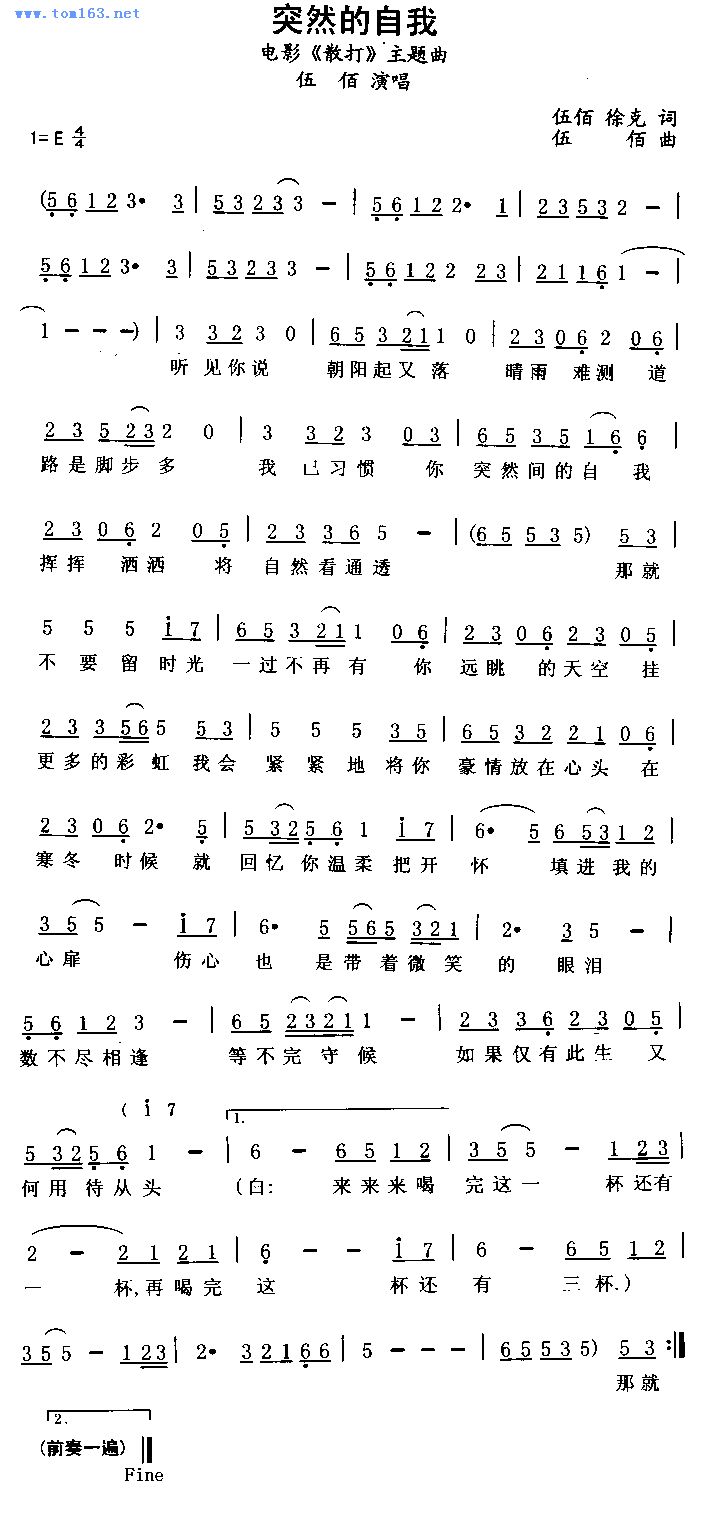 www.tom163.net
突然的自我
电影《散打》主题曲
伍 佰 演唱
伍佰 徐克 词
1=E 4/4
伍 佰 曲
(5 6 1 2 3· 3 | 5 3 2 3 3 - | 5 6 1 2 2· 1 | 2 3 5 3 2 - |
5 6 1 2 3· 3 | 5 3 2 3 3 - | 5 6 1 2 2 2 3 | 2 1 1 6 1 - |
1 - - -) | 3 3 2 3 0 | 6 5 3 2 1 1 0 | 2 3 0 6 2 0 6 |
听 见你说 朝阳起又落 晴雨 难测 道
2 3 5 2 3 2 0 | 3 3 2 3 0 3 | 6 5 3 5 1 6 6 |
路是脚步多 我 已习惯 你 突然间的自我
2 3 0 6 2 0 5 | 2 3 3 6 5 - | (6 5 5 3 5) 5 3 |
挥挥 洒洒 将 自然看通透 那就
5 5 5 i 7 | 6 5 3 2 1 1 0 6 | 2 3 0 6 2 3 0 5 |
不 要 留 时光 一过不再有 你 远眺 的天空 挂
2 3 3 5 6 5 5 3 | 5 5 5 3 5 | 6 5 3 2 2 1 0 6 |
更多的彩虹 我会 紧 紧 地 将你 豪情放在心头 在
2 3 0 6 2· 5 | 5 3 2 5 6 1 i 7 | 6· 5 6 5 3 1 2 |
寒冬 时候 就 回忆你温柔 把开 怀 填进我的
3 5 5 - i 7 | 6· 5 5 6 5 3 2 1 | 2· 3 5 - |
心扉 伤心 也 是带着微笑 的 眼泪
5 6 1 2 3 - | 6 5 2 3 2 1 1 - | 2 3 3 6 2 3 0 5 |
数不尽相逢 等不完守候 如果仅有此生 又
( i 7 1.
5 3 2 5 6 1 - | 6 - 6 5 1 2 | 3 5 5 - 1 2 3 |
何用待从头 (白: 来来来喝 完这一 杯还有
2 - 2 1 2 1 | 6 - i 7 | 6 - 6 5 1 2 |
一 杯,再喝完 这 杯还 有 三杯.)
3 5 5 - 1 2 3 | 2· 3 2 1 6 6 | 5 - - - | 6 5 5 3 5) 5 3 :||
那就
2.
(前奏一遍) ||
Fine